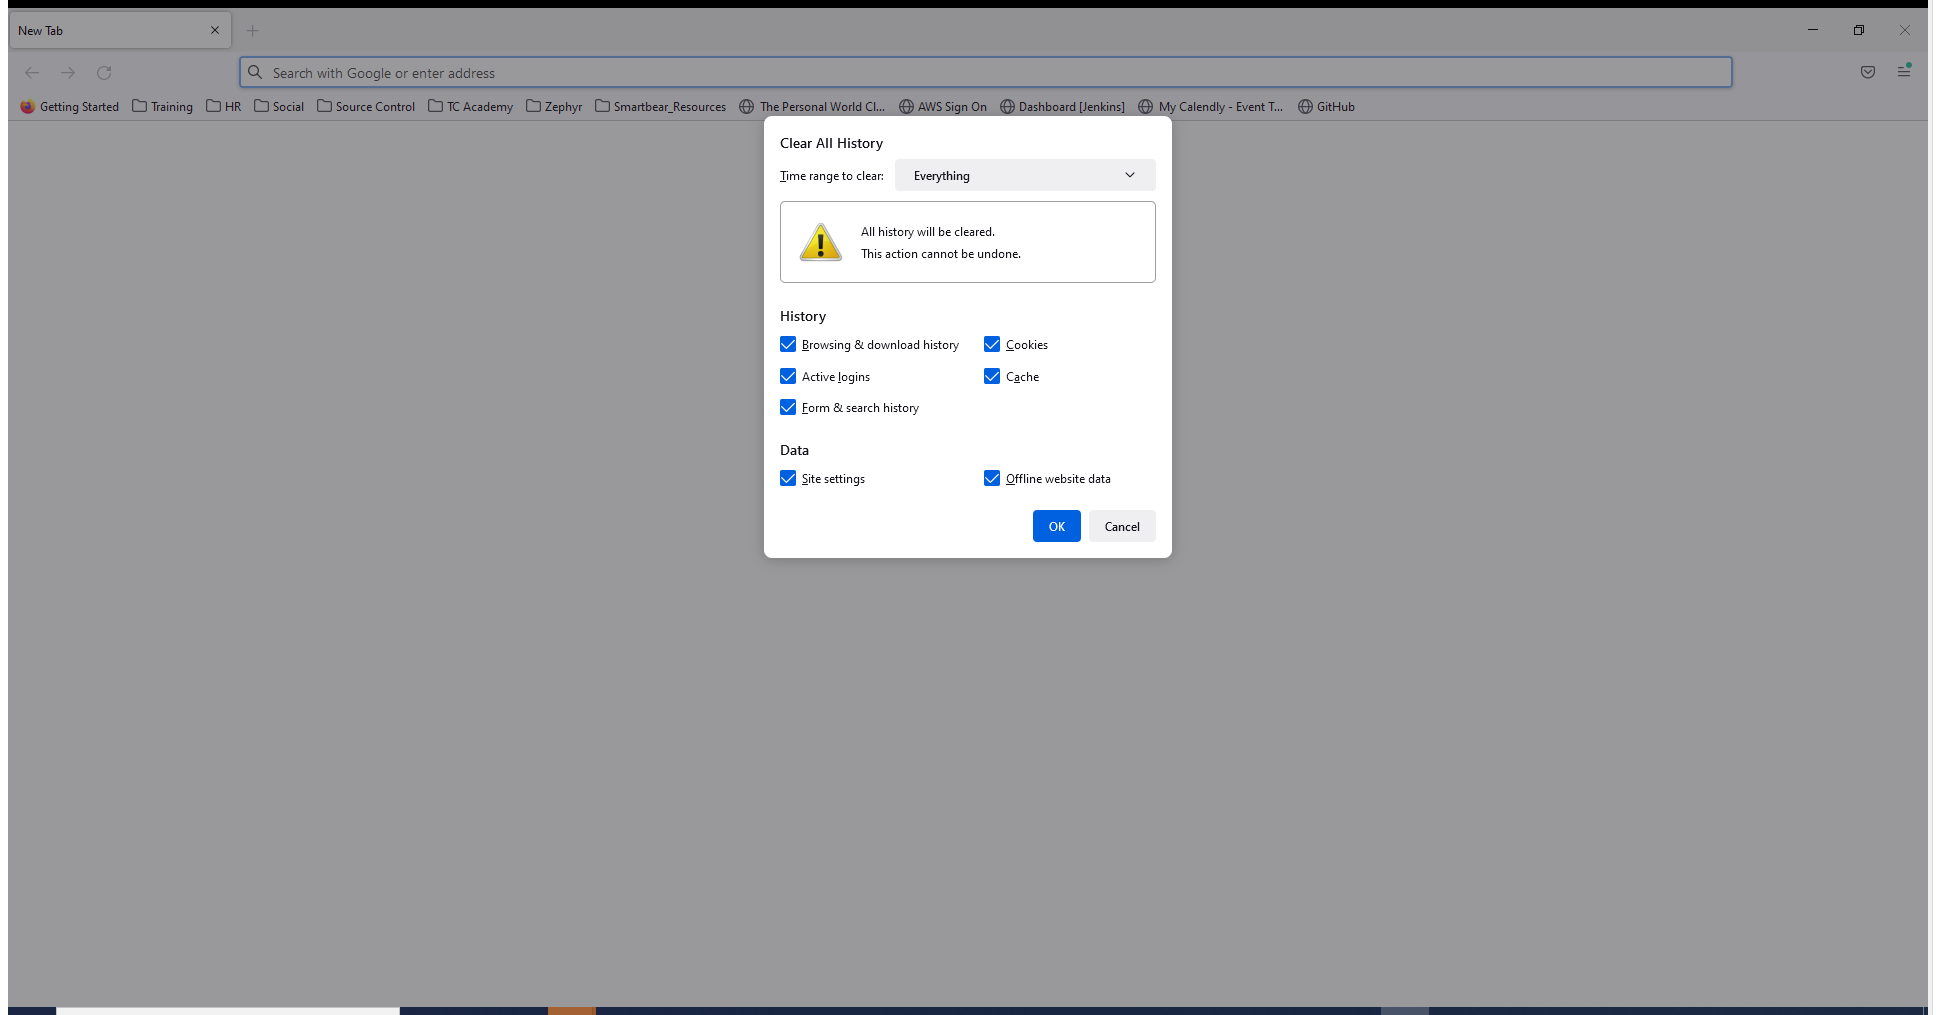 New Tab
Search with Google or enter address
Getting Started Training HR Social Source Control TC Academy Zephyr Smartbear_Resources The Personal World Cl... AWS Sign On Dashboard [Jenkins] My Calendly - Event T... GitHub
Clear All History
Time range to clear: Everything
All history will be cleared.
This action cannot be undone.
History
Browsing & download history Cookies
Active logins Cache
Form & search history
Data
Site settings Offline website data
OK Cancel